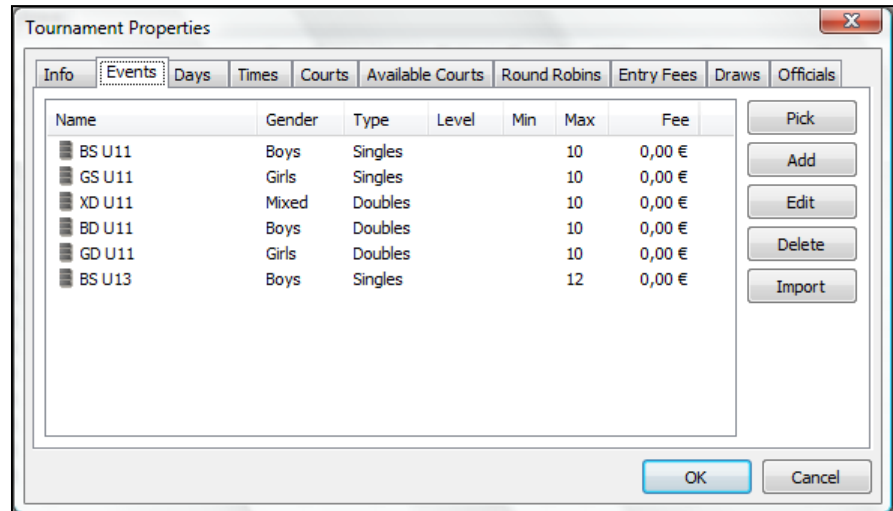 Tournament Properties
Info Events Days Times Courts Available Courts Round Robins Entry Fees Draws Officials
Name Gender Type Level Min Max Fee
BS U11 Boys Singles 10 0,00 €
GS U11 Girls Singles 10 0,00 €
XD U11 Mixed Doubles 10 0,00 €
BD U11 Boys Doubles 10 0,00 €
GD U11 Girls Doubles 10 0,00 €
BS U13 Boys Singles 12 0,00 €
Pick
Add
Edit
Delete
Import
OK Cancel